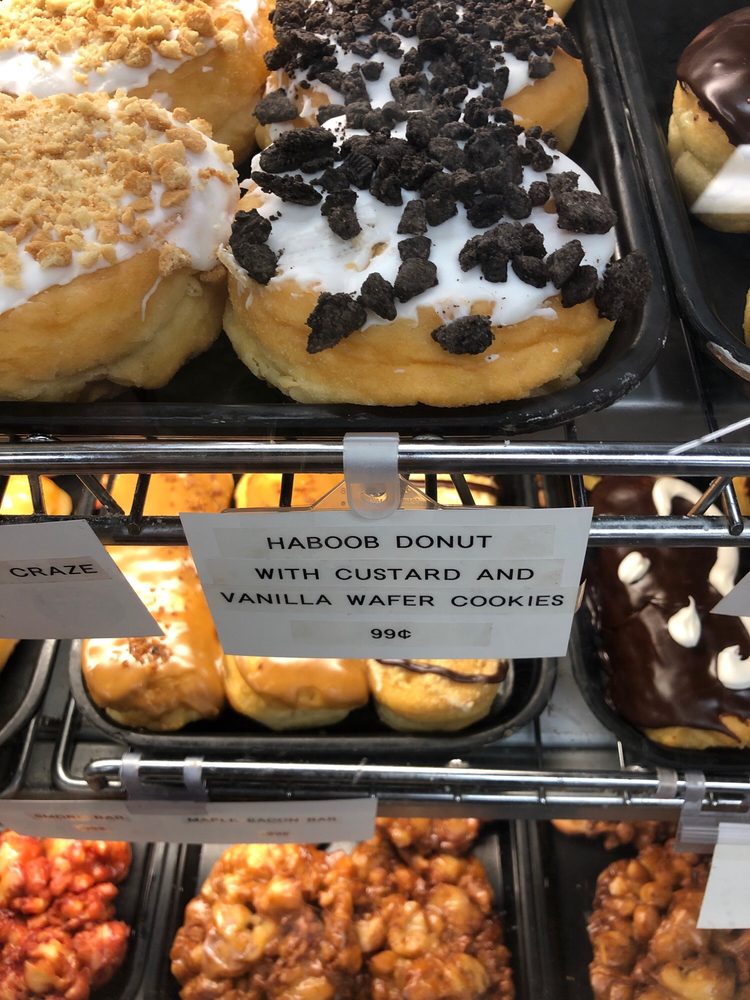 CRAZE
HABOOB DONUT
WITH CUSTARD AND
VANILLA WAFER COOKIES
99¢
MAPLE BACON BAR